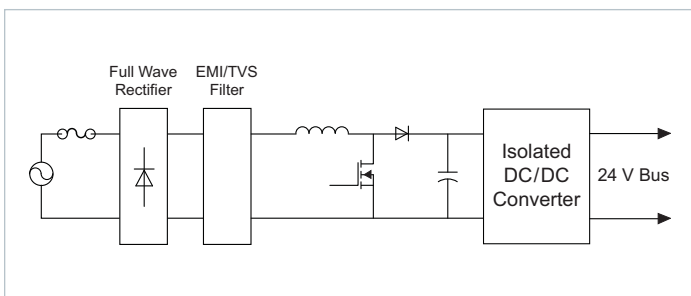 Full Wave
Rectifier
EMI/TVS
Filter
Isolated
DC/DC
Converter
24 V Bus